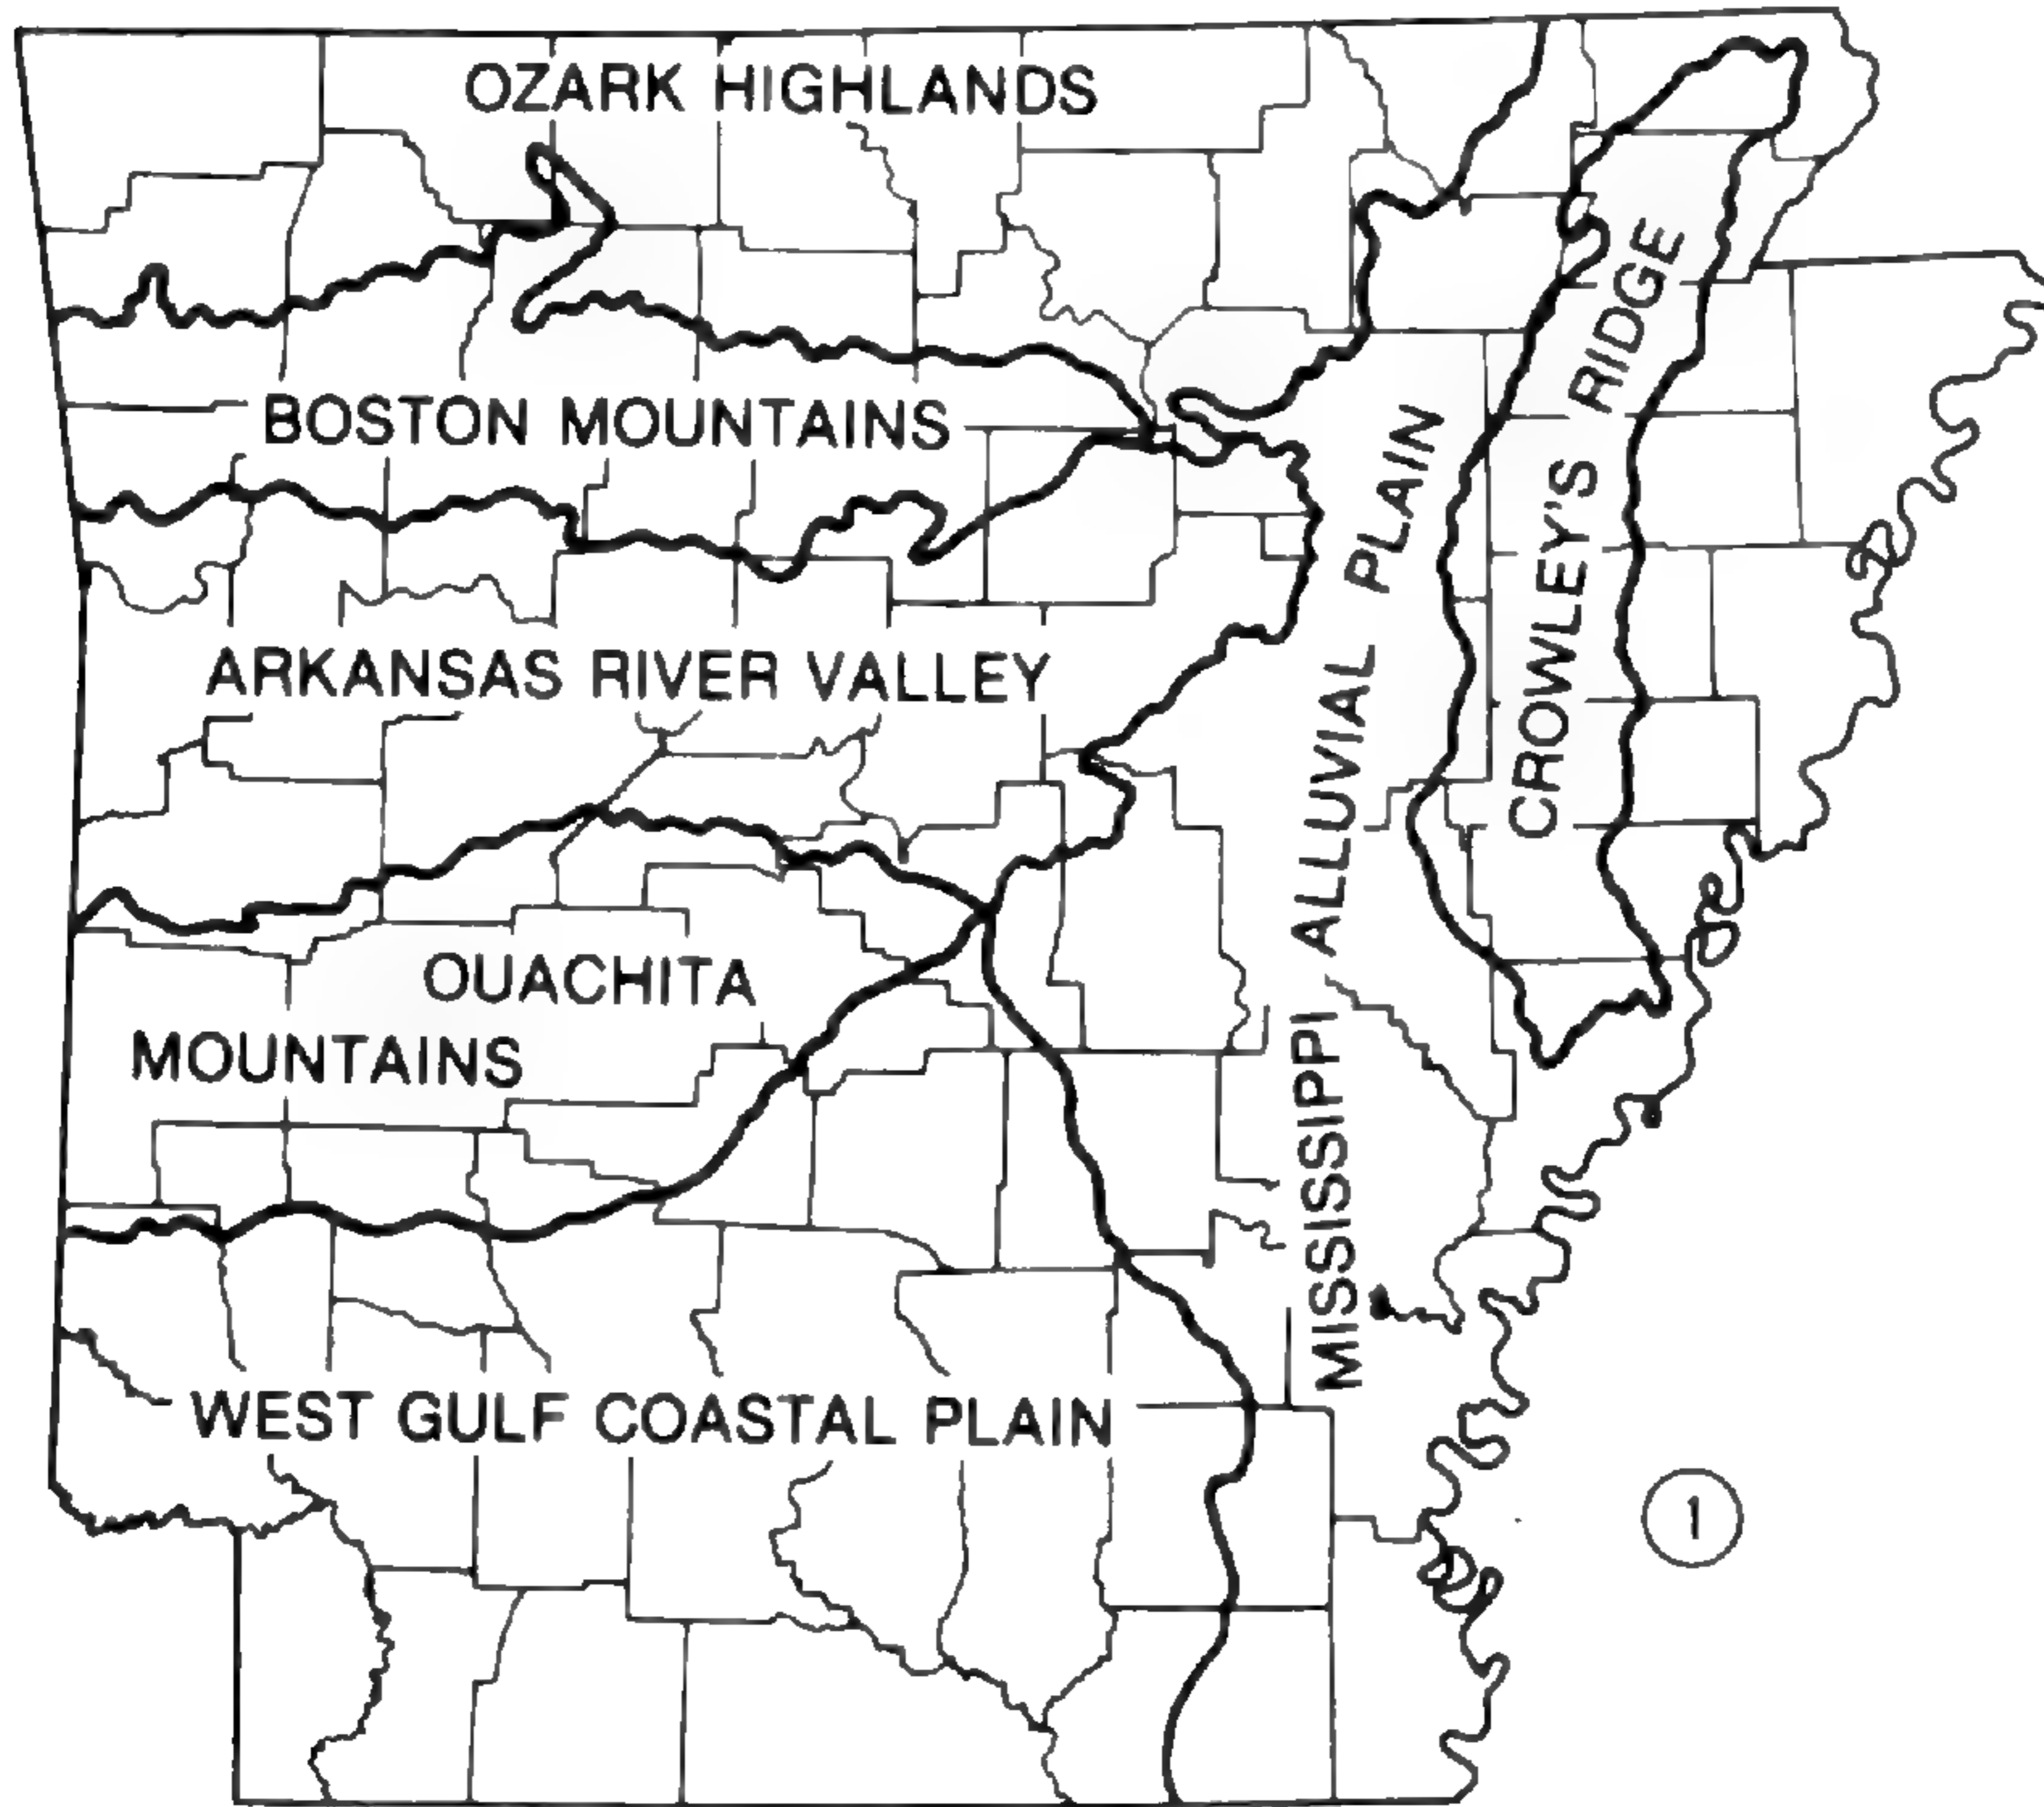 OZARK HIGHLANDS
BOSTON MOUNTAINS
ARKANSAS RIVER VALLEY
OUACHITA
MOUNTAINS
WEST GULF COASTAL PLAIN
MISSISSIPPI ALLUVIAL PLAIN
CROWLEY'S RIDGE
1